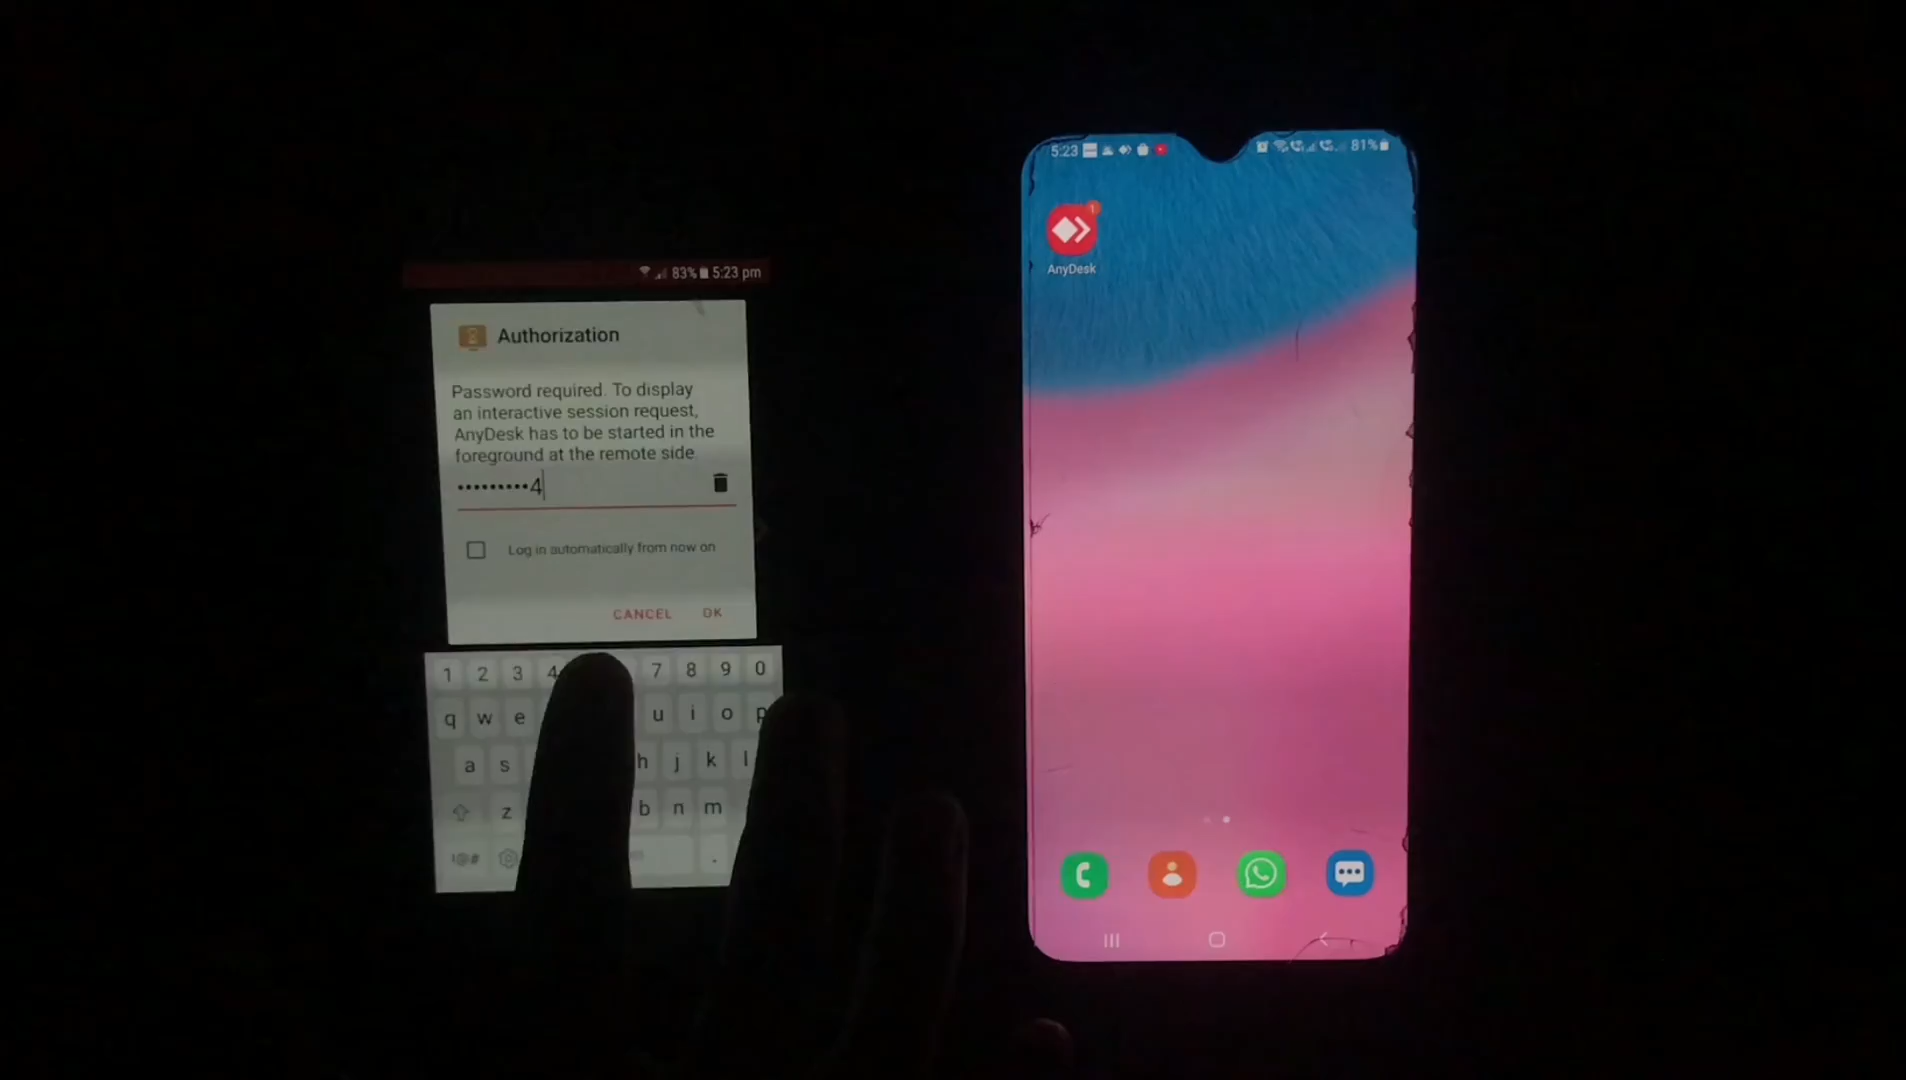 83% 5:23 pm
Authorization
Password required. To display
an interactive session request,
AnyDesk has to be started in the
foreground at the remote side.
•••••••••4
Log in automatically from now on
CANCEL OK
1 2 3 4 7 8 9 0
q w e u i o p
a s h j k l
z b n m
!@# .
5:23 81%
1
AnyDesk